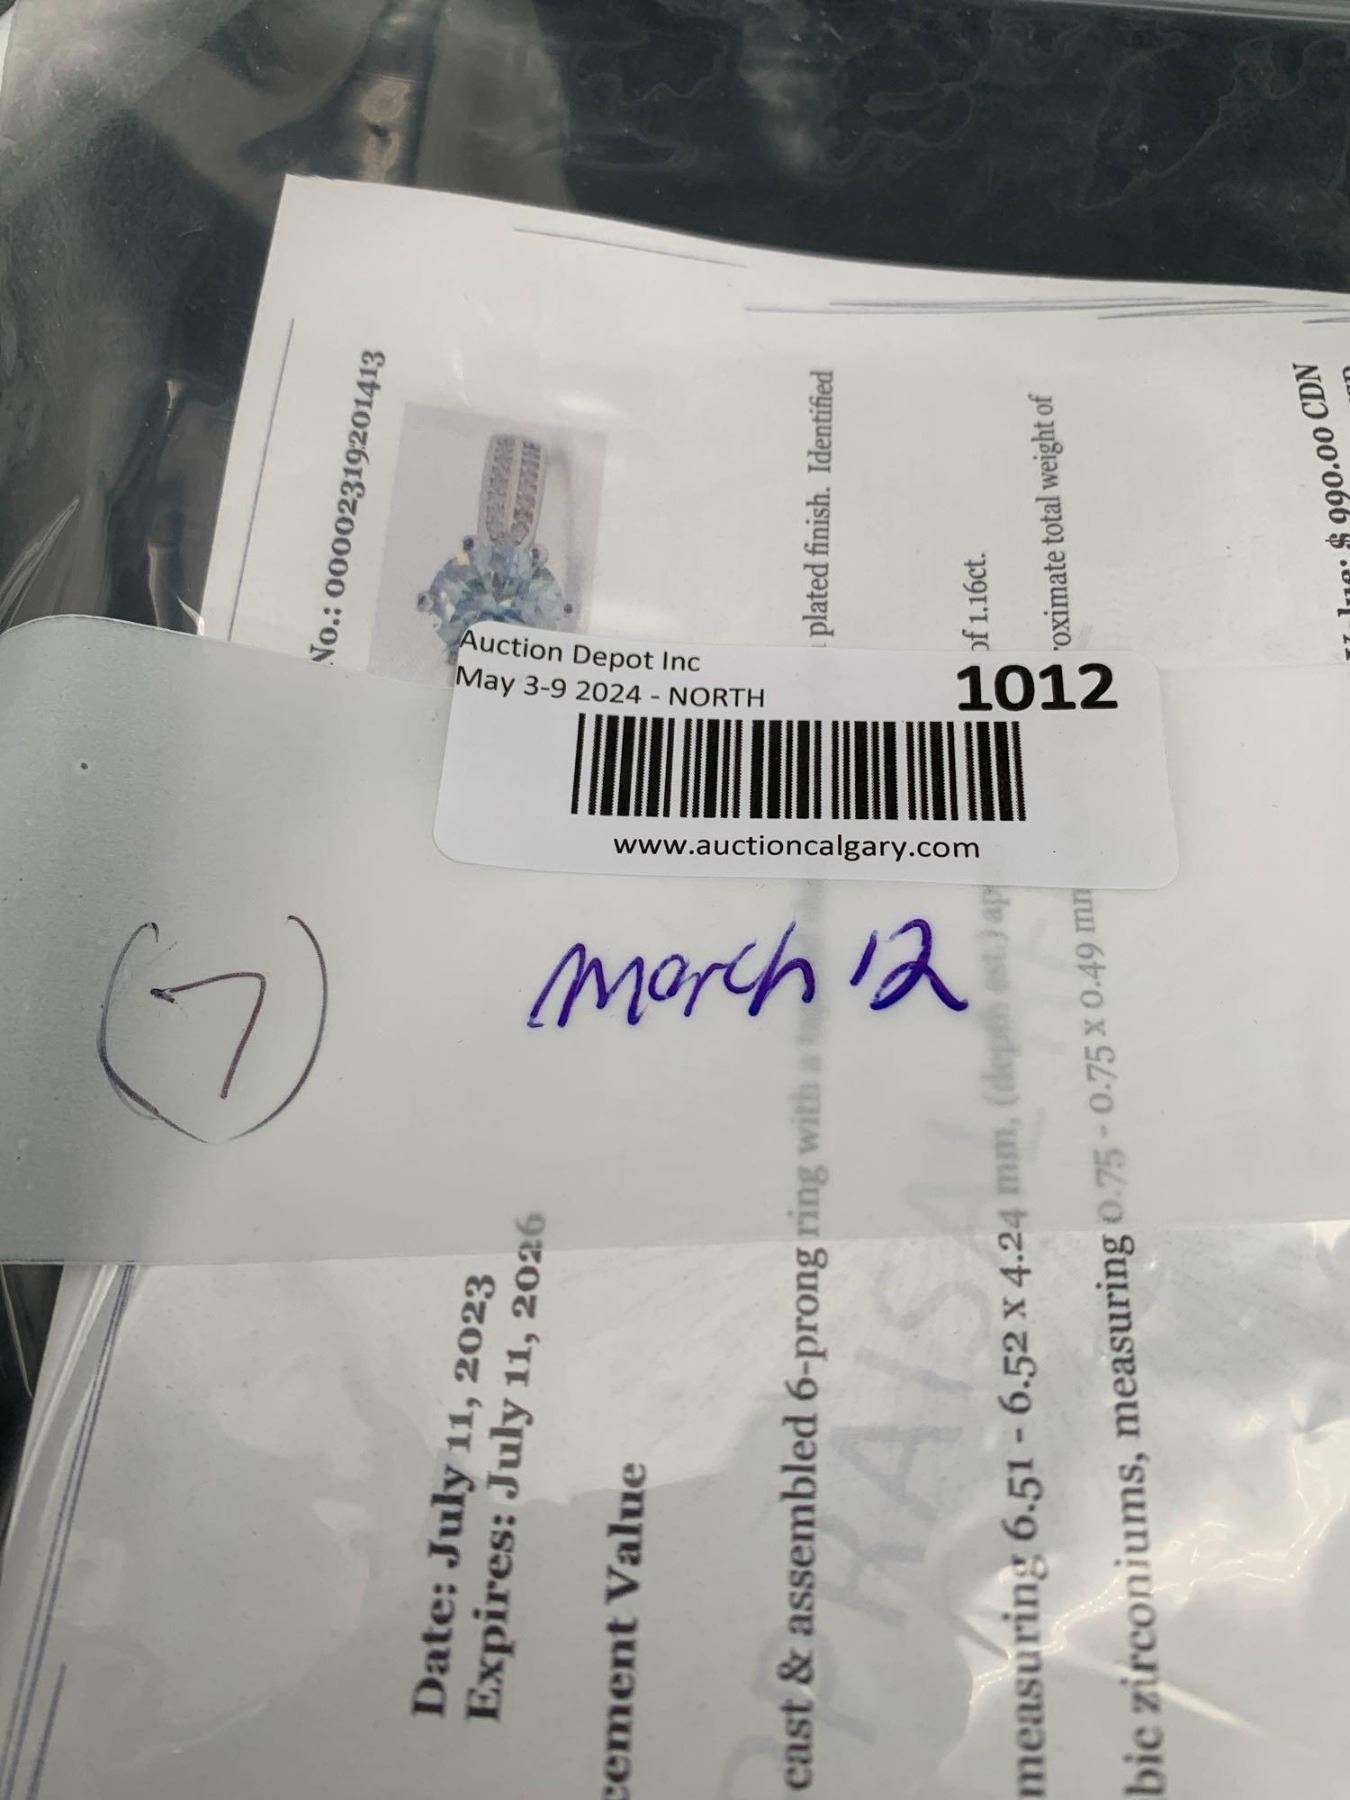 No.: 00002319201413
Auction Depot Inc
May 3-9 2024 - NORTH
1012
www.auctioncalgary.com
7
March 12
Date: July 11, 2023
Expires: July 11, 2026
cement Value
cast & assembled 6-prong ring with a
plated finish. Identified
measuring 6.51 - 6.52 x 4.24 mm, (depth est.) ap
of 1.16ct.
bic zirconiums, measuring 0.75 - 0.75 x 0.49 mm
oximate total weight of
alue: $ 990.00 CDN